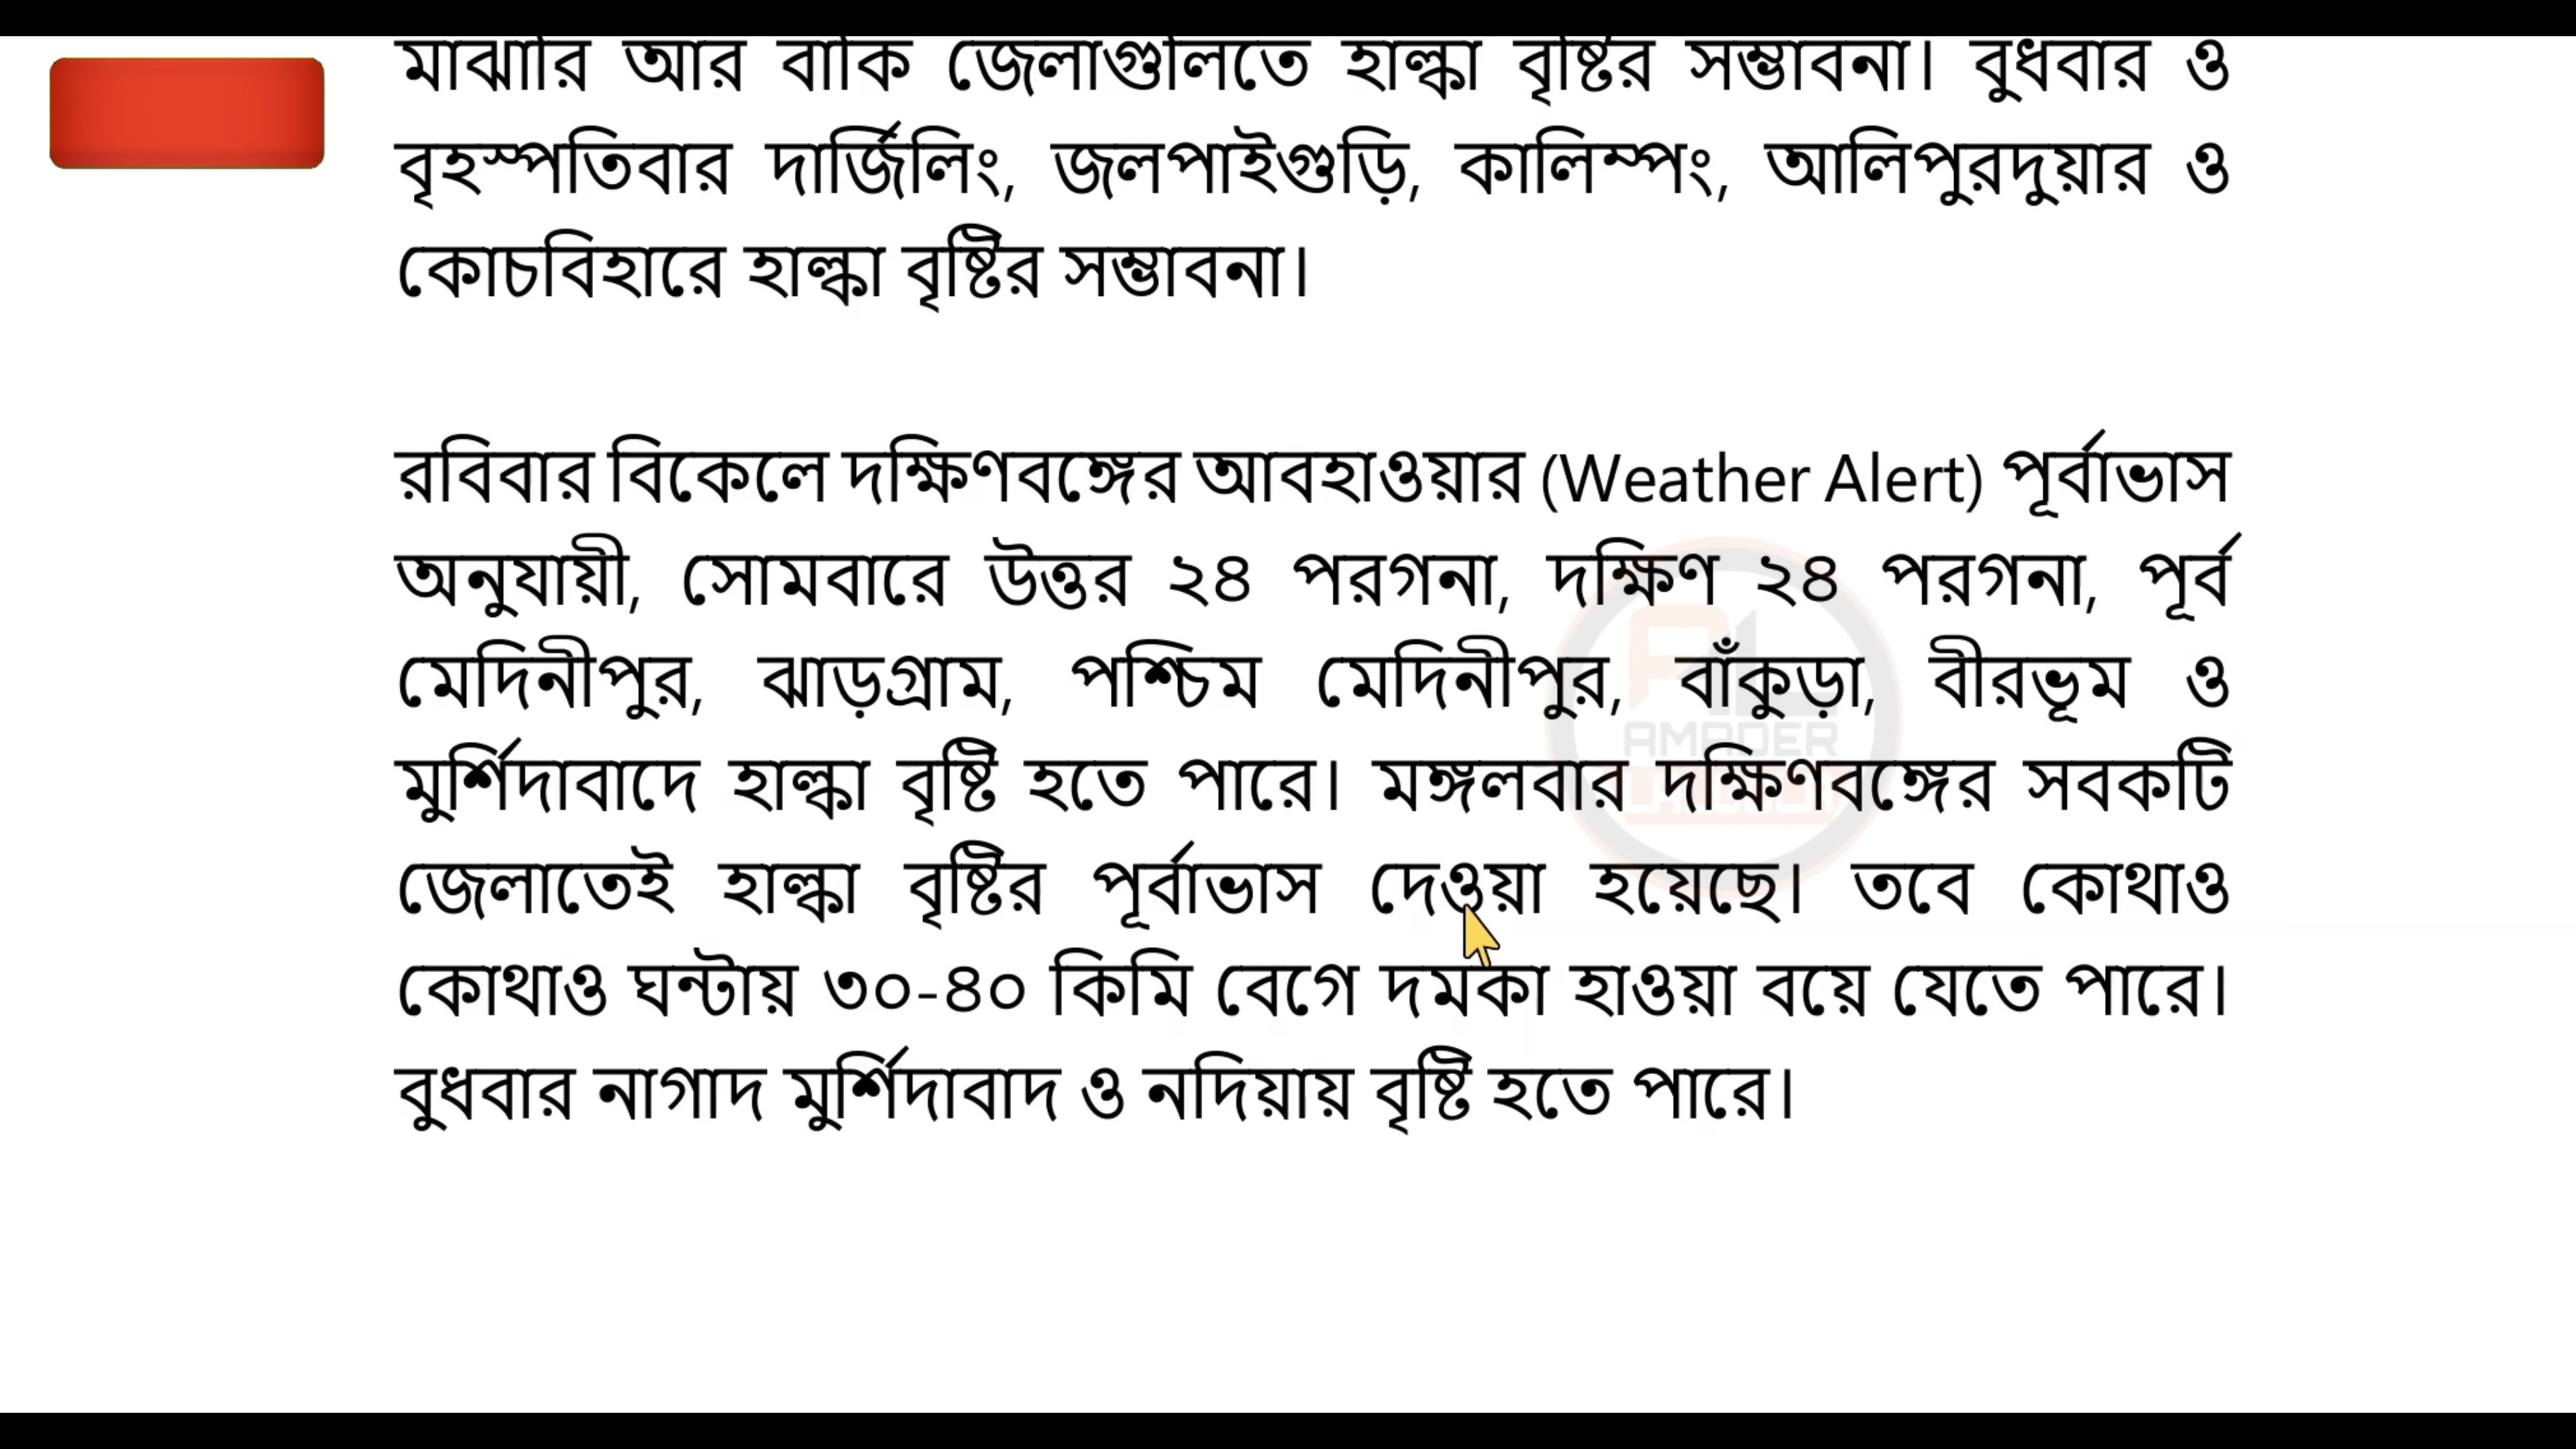 মাঝারি আর বাকি জেলাগুলিতে হাল্কা বৃষ্টির সম্ভাবনা। বুধবার ও
বৃহস্পতিবার দার্জিলিং, জলপাইগুড়ি, কালিম্পং, আলিপুরদুয়ার ও
কোচবিহারে হাল্কা বৃষ্টির সম্ভাবনা।
রবিবার বিকেলে দক্ষিণবঙ্গের আবহাওয়ার (Weather Alert) পূর্বাভাস
অনুযায়ী, সোমবারে উত্তর ২৪ পরগনা, দক্ষিণ ২৪ পরগনা, পূর্ব
মেদিনীপুর, ঝাড়গ্রাম, পশ্চিম মেদিনীপুর, বাঁকুড়া, বীরভূম ও
মুর্শিদাবাদে হাল্কা বৃষ্টি হতে পারে। মঙ্গলবার দক্ষিণবঙ্গের সবকটি
জেলাতেই হাল্কা বৃষ্টির পূর্বাভাস দেওয়া হয়েছে। তবে কোথাও
কোথাও ঘন্টায় ৩০-৪০ কিমি বেগে দমকা হাওয়া বয়ে যেতে পারে।
বুধবার নাগাদ মুর্শিদাবাদ ও নদিয়ায় বৃষ্টি হতে পারে।
AMADER